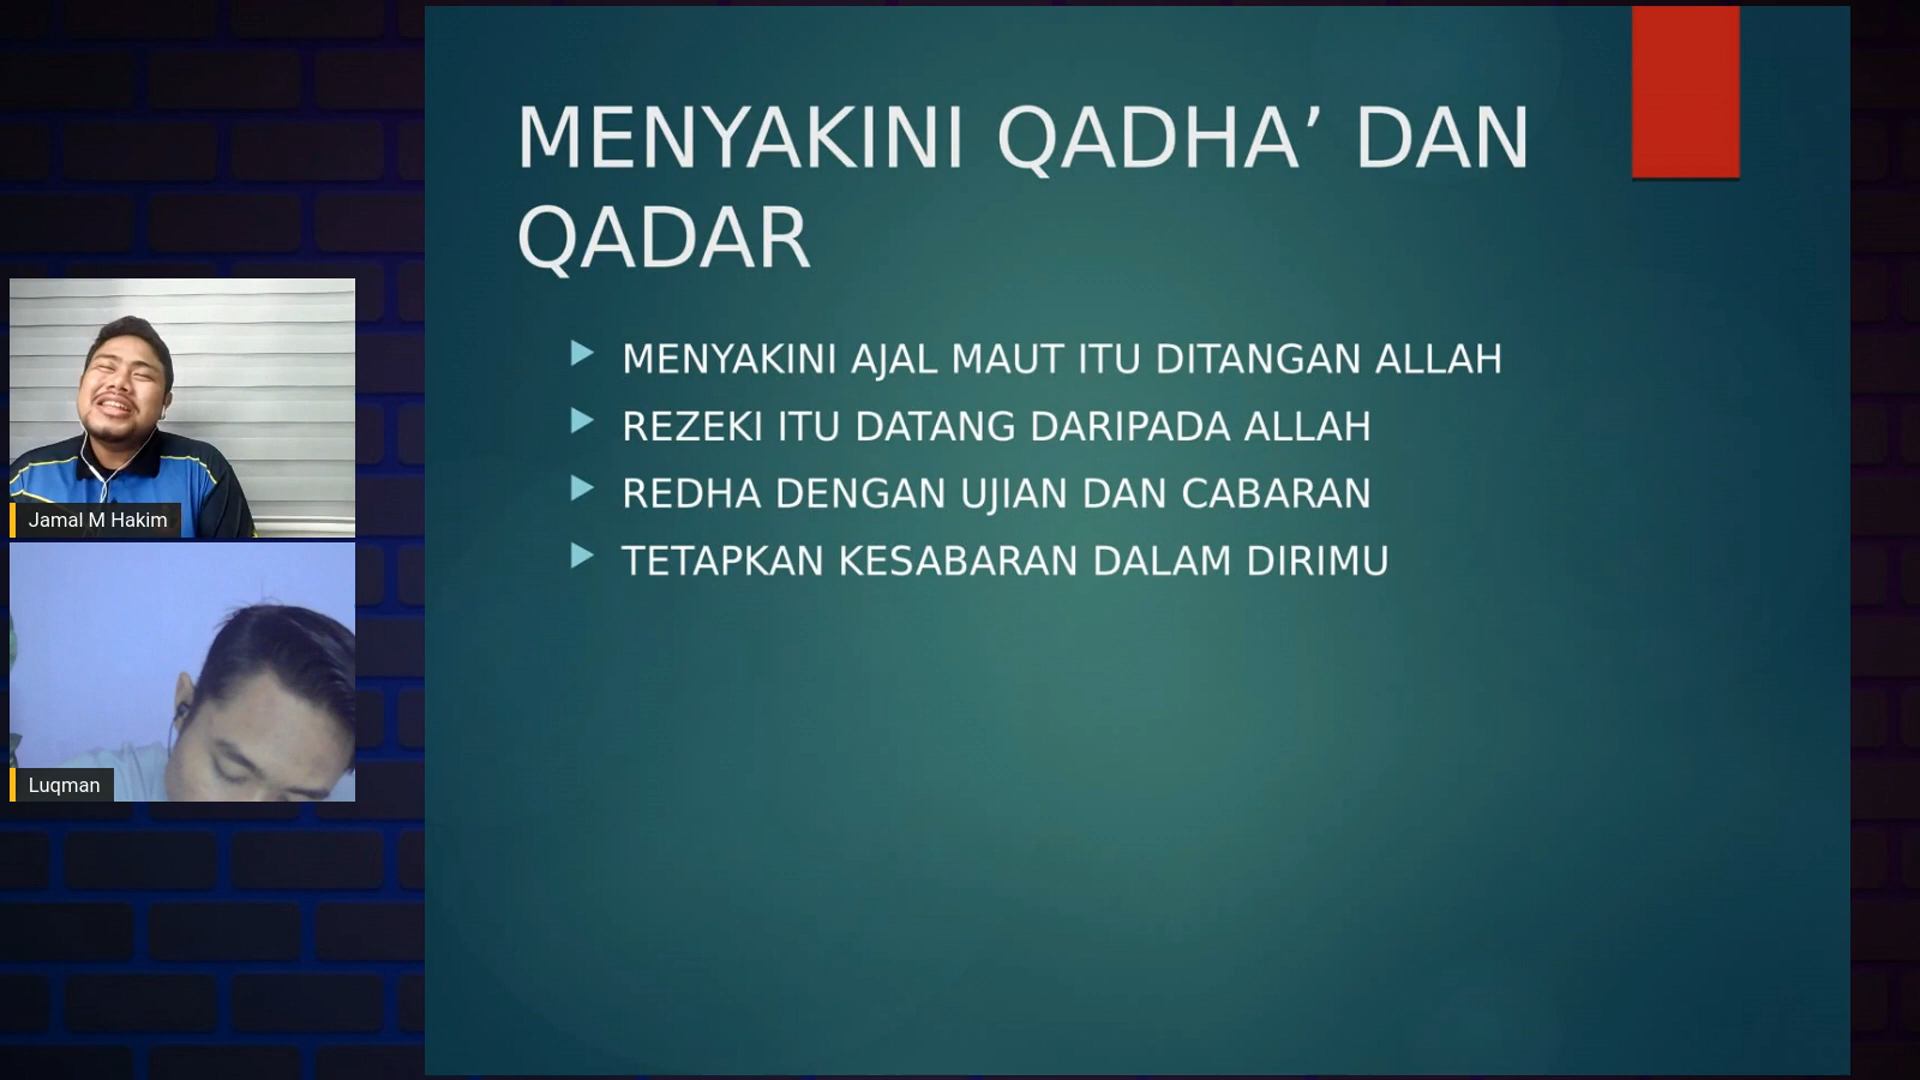 MENYAKINI QADHA’ DAN
QADAR
MENYAKINI AJAL MAUT ITU DITANGAN ALLAH
REZEKI ITU DATANG DARIPADA ALLAH
REDHA DENGAN UJIAN DAN CABARAN
TETAPKAN KESABARAN DALAM DIRIMU
Jamal M Hakim
Luqman